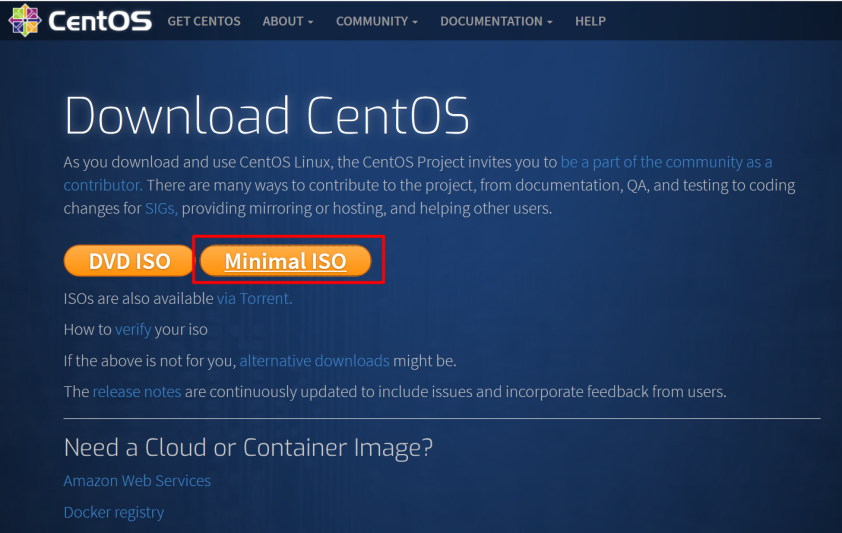 CentOS GET CENTOS ABOUT COMMUNITY DOCUMENTATION HELP
Download CentOS
As you download and use CentOS Linux, the CentOS Project invites you to be a part of the community as a
contributor. There are many ways to contribute to the project, from documentation, QA, and testing to coding
changes for SIGs, providing mirroring or hosting, and helping other users.
DVD ISO Minimal ISO
ISOs are also available via Torrent.
How to verify your iso
If the above is not for you, alternative downloads might be.
The release notes are continuously updated to include issues and incorporate feedback from users.
Need a Cloud or Container Image?
Amazon Web Services
Docker registry